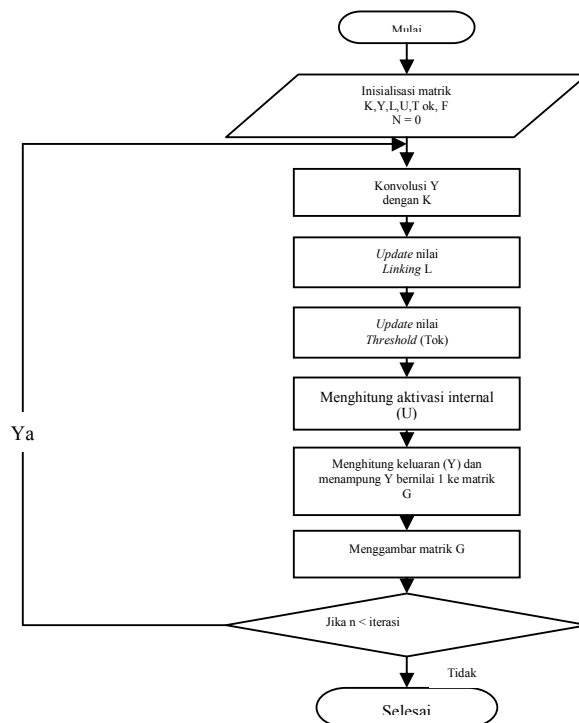 Mulai
Inisialisasi matrik
K,Y,L,U,T ok, F
N = 0
Konvolusi Y
dengan K
Update nilai
Linking L
Update nilai
Threshold (Tok)
Menghitung aktivasi internal
(U)
Ya
Menghitung keluaran (Y) dan
menampung Y bernilai 1 ke matrik
G
Menggambar matrik G
Jika n < iterasi
Tidak
Selesai